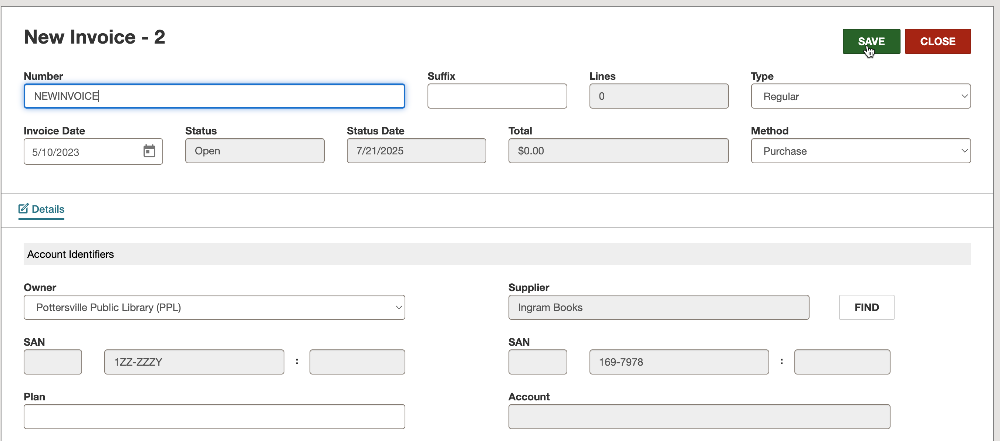 New Invoice - 2
SAVE CLOSE
Number Suffix Lines Type
NEWINVOICE 0 Regular
Invoice Date Status Status Date Total Method
5/10/2023 Open 7/21/2025 $0.00 Purchase
Details
Account Identifiers
Owner Supplier
Pottersville Public Library (PPL) Ingram Books FIND
SAN SAN
1ZZ-ZZZY : 169-7978 :
Plan Account